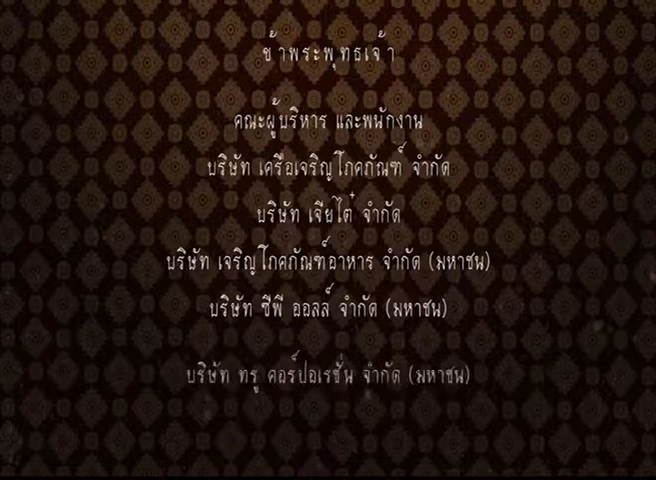 ข้าพระพุทธเจ้า
คณะผู้บริหาร และพนักงาน
บริษัท เครือเจริญโภคภัณฑ์ จำกัด
บริษัท เจียไต๋ จำกัด
บริษัท เจริญโภคภัณฑ์อาหาร จำกัด (มหาชน)
บริษัท ซีพี ออลล์ จำกัด (มหาชน)
บริษัท ทรู คอร์ปอเรชั่น จำกัด (มหาชน)